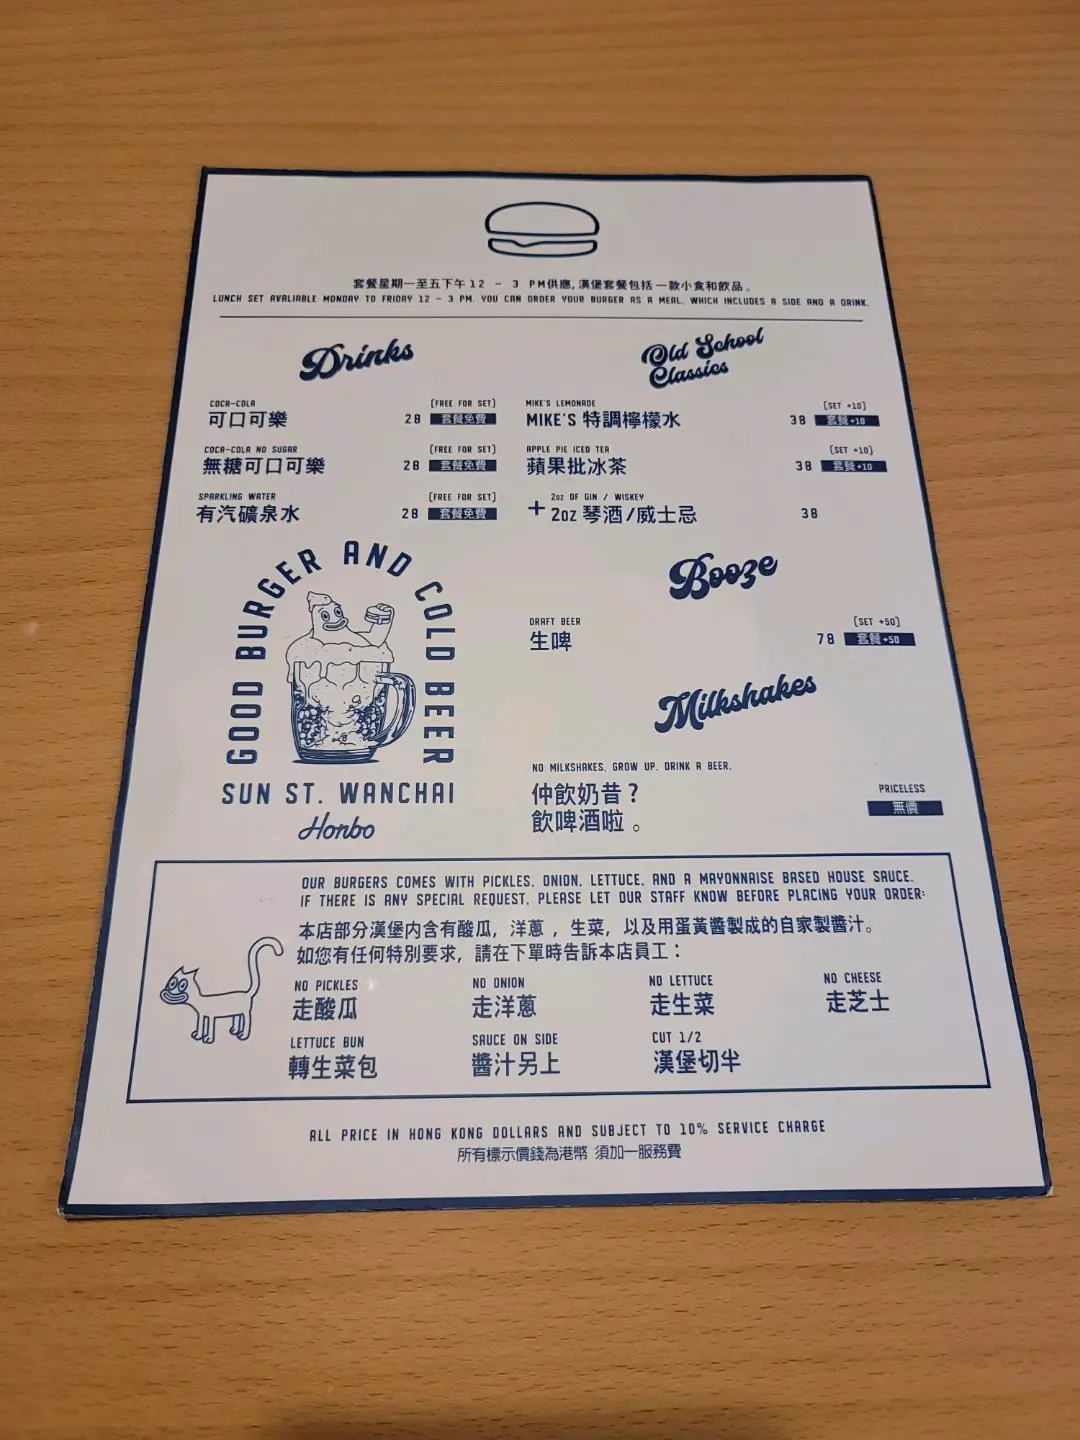 套餐星期一至五下午 12 - 3 PM供應, 漢堡套餐包括 一款小食和飲品。
LUNCH SET AVALIABLE MONDAY TO FRIDAY 12 - 3 PM. YOU CAN ORDER YOUR BURGER AS A MEAL, WHICH INCLUDES A SIDE AND A DRINK.
Drinks
COCA-COLA
可口可樂
28
(FREE FOR SET)
套餐免費
COCA-COLA NO SUGAR
無糖可口可樂
28
(FREE FOR SET)
套餐免費
SPARKLING WATER
有汽礦泉水
28
(FREE FOR SET)
套餐免費
GOOD BURGER AND COLD BEER
SUN ST. WANCHAI
Honbo
Old School
Classics
MIKE'S LEMONADE
MIKE'S 特調檸檬水
38
(SET +10)
套餐+10
APPLE PIE ICED TEA
蘋果批冰茶
38
(SET +10)
套餐+10
2oz OF GIN / WISKEY
+ 2oz 琴酒/威士忌
38
Booze
DRAFT BEER
生啤
78
(SET +50)
套餐+50
Milkshakes
NO MILKSHAKES. GROW UP. DRINK A BEER.
仲飲奶昔？
飲啤酒啦 。
PRICELESS
無價
OUR BURGERS COMES WITH PICKLES, ONION, LETTUCE, AND A MAYONNAISE BASED HOUSE SAUCE.
IF THERE IS ANY SPECIAL REQUEST, PLEASE LET OUR STAFF KNOW BEFORE PLACING YOUR ORDER:
本店部分漢堡內含有酸瓜，洋蔥 ，生菜，以及用蛋黃醬製成的自家製醬汁。
如您有任何特別要求，請在下單時告訴本店員工：
NO PICKLES
走酸瓜
NO ONION
走洋蔥
NO LETTUCE
走生菜
NO CHEESE
走芝士
LETTUCE BUN
轉生菜包
SAUCE ON SIDE
醬汁另上
CUT 1/2
漢堡切半
ALL PRICE IN HONG KONG DOLLARS AND SUBJECT TO 10% SERVICE CHARGE
所有標示價錢為港幣 須加一服務費